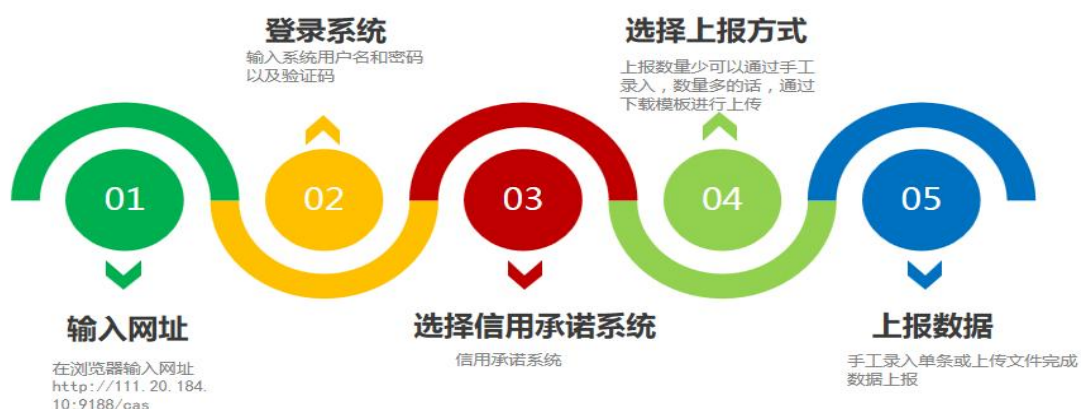 01
输入网址
在浏览器输入网址
http://111.20.184.
10:9188/cas
登录系统
输入系统用户名和密码
以及验证码
02
03
选择信用承诺系统
信用承诺系统
选择上报方式
上报数量少可以通过手工
录入，数量多的话，通过
下载模板进行上传
04
05
上报数据
手工录入单条或上传文件完成
数据上报